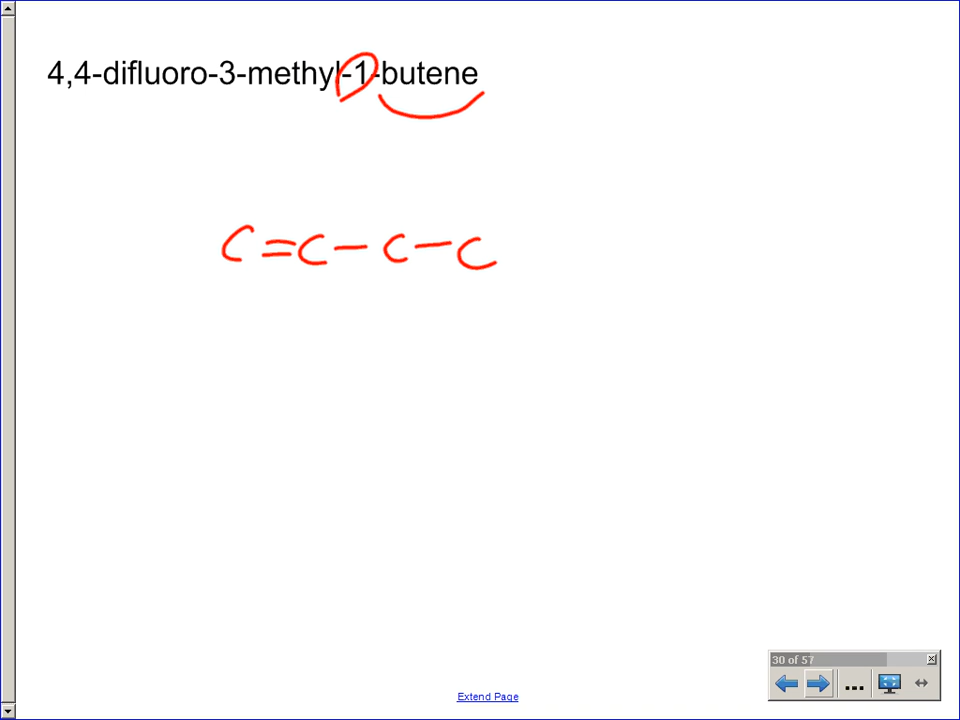 4,4-difluoro-3-methyl-1-butene
C=C-C-C
30 of 57
Extend Page